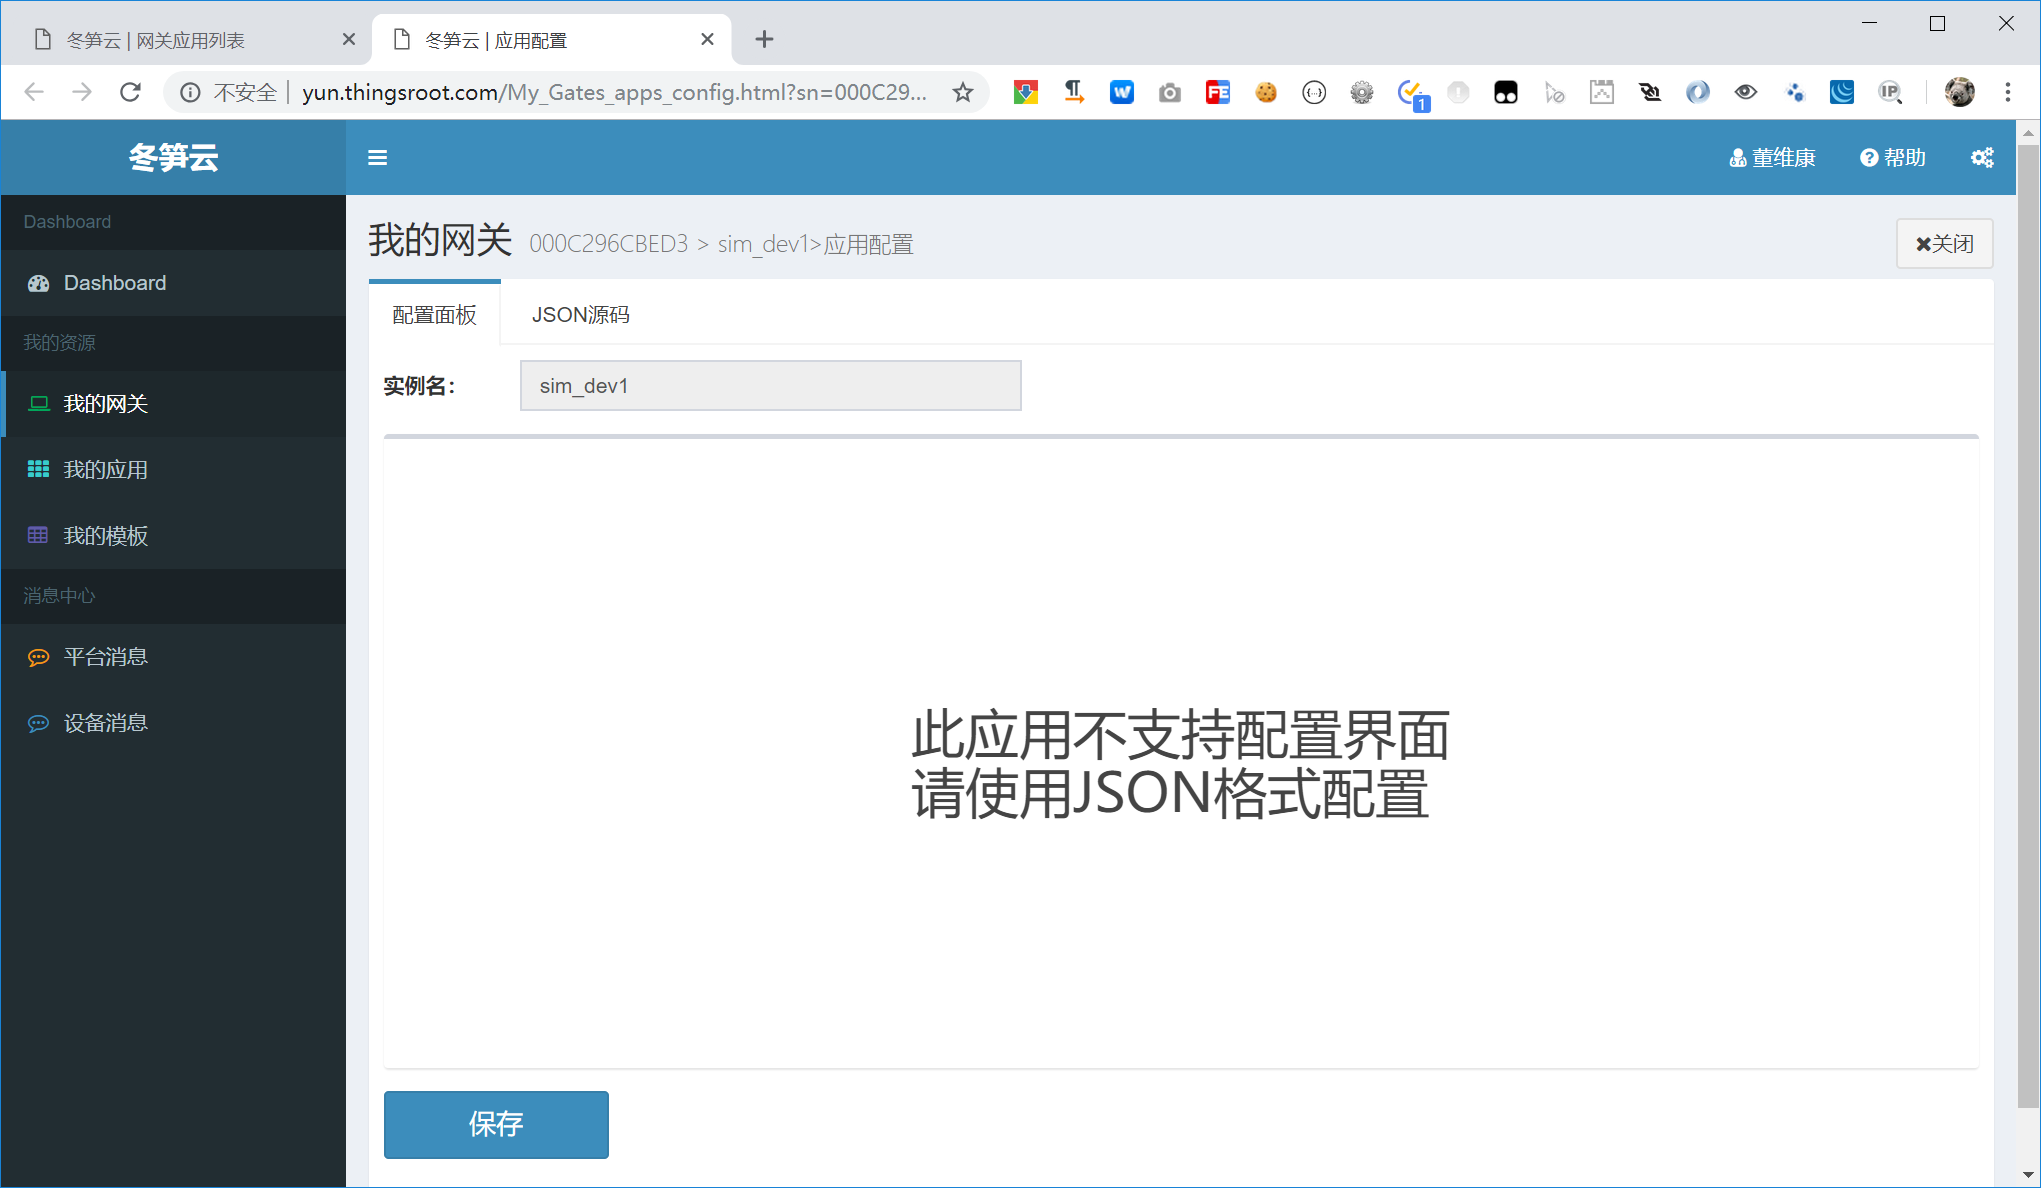 冬笋云 | 网关应用列表
冬笋云 | 应用配置
不安全 | yun.thingsroot.com/My_Gates_apps_config.html?sn=000C29...
W
FE
1
IP
冬笋云
董维康
帮助
Dashboard
Dashboard
我的资源
我的网关
我的应用
我的模板
消息中心
平台消息
设备消息
我的网关 000C296CBED3 > sim_dev1>应用配置
关闭
配置面板
JSON源码
实例名：
sim_dev1
此应用不支持配置界面
请使用JSON格式配置
保存